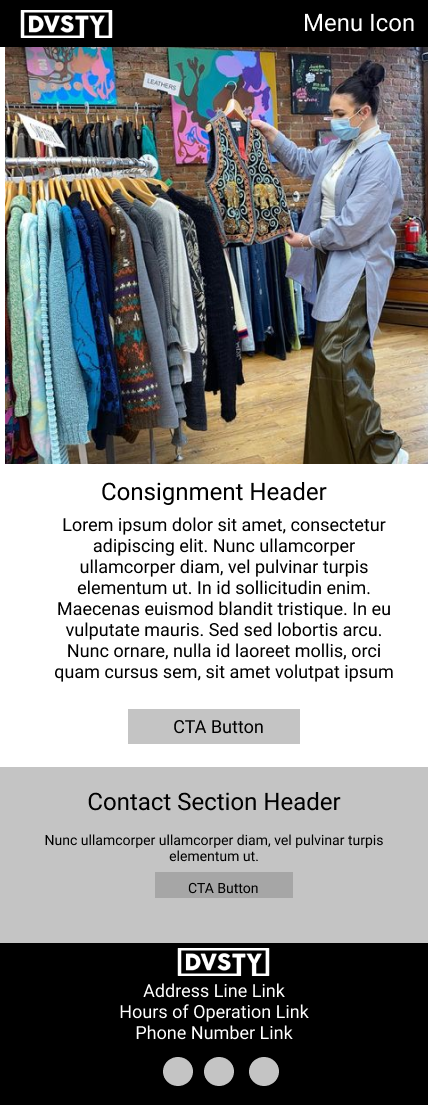 DVSTY
Menu Icon
LEATHERS
Consignment Header
Lorem ipsum dolor sit amet, consectetur
adipiscing elit. Nunc ullamcorper
ullamcorper diam, vel pulvinar turpis
elementum ut. In id sollicitudin enim.
Maecenas euismod blandit tristique. In eu
vulputate mauris. Sed sed lobortis arcu.
Nunc ornare, nulla id laoreet mollis, orci
quam cursus sem, sit amet volutpat ipsum
CTA Button
Contact Section Header
Nunc ullamcorper ullamcorper diam, vel pulvinar turpis
elementum ut.
CTA Button
DVSTY
Address Line Link
Hours of Operation Link
Phone Number Link